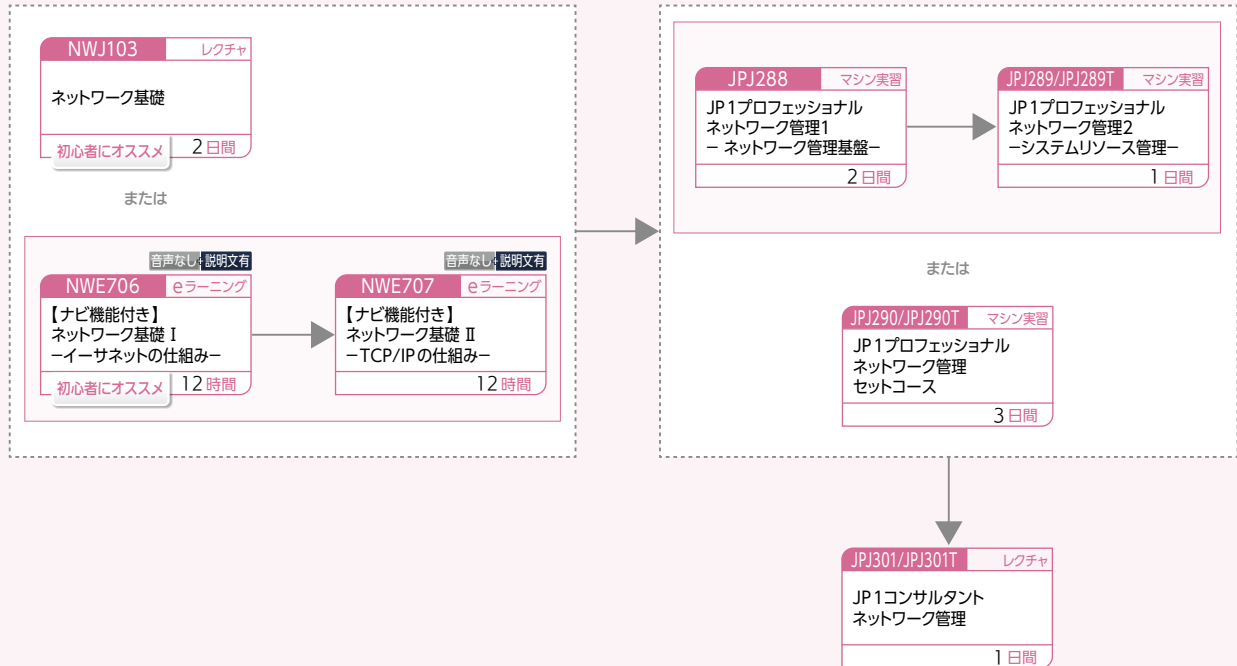 NWJ103 レクチャ
ネットワーク基礎
初心者にオススメ 2日間
または
音声なし 説明文有
NWE706 eラーニング
【ナビ機能付き】
ネットワーク基礎 Ⅰ
−イーサネットの仕組み−
初心者にオススメ 12時間
音声なし 説明文有
NWE707 eラーニング
【ナビ機能付き】
ネットワーク基礎 Ⅱ
−TCP/IPの仕組み−
12時間
JPJ288 マシン実習
JP1プロフェッショナル
ネットワーク管理1
− ネットワーク管理基盤−
2日間
JPJ289/JPJ289T マシン実習
JP1プロフェッショナル
ネットワーク管理2
−システムリソース管理−
1日間
または
JPJ290/JPJ290T マシン実習
JP1プロフェッショナル
ネットワーク管理
セットコース
3日間
JPJ301/JPJ301T レクチャ
JP1コンサルタント
ネットワーク管理
1日間